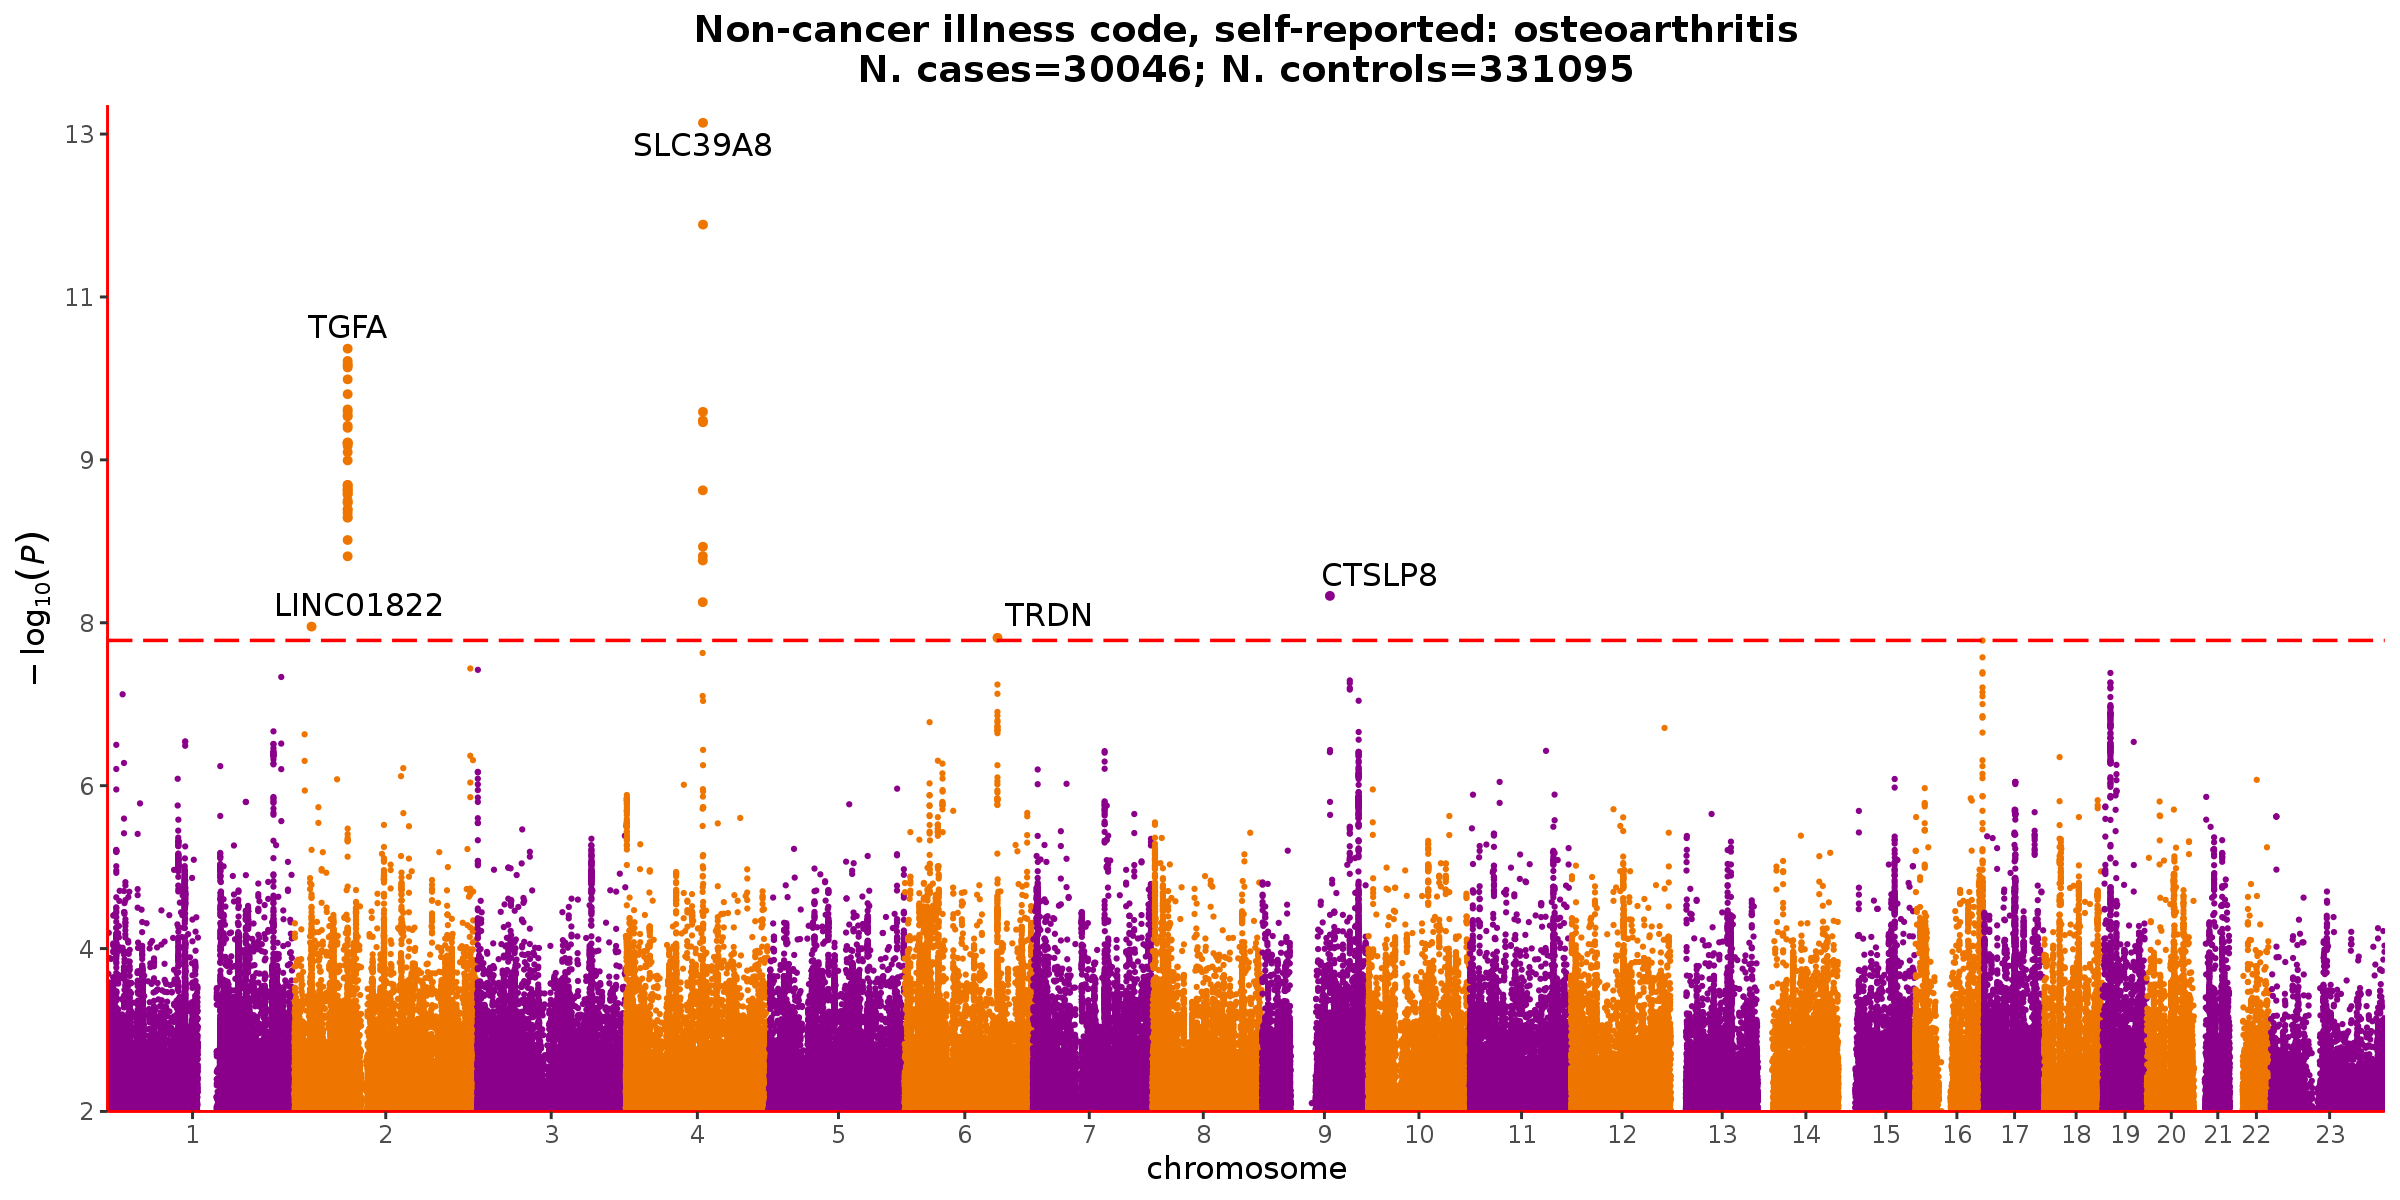 Non-cancer illness code, self-reported: osteoarthritis
N. cases=30046; N. controls=331095
13
SLC39A8
11
TGFA
9
CTSLP8
LINC01822
TRDN
8
6
4
2
−log₁₀(P)
1 2 3 4 5 6 7 8 9 10 11 12 13 14 15 16 17 18 19 20 21 22 23
chromosome